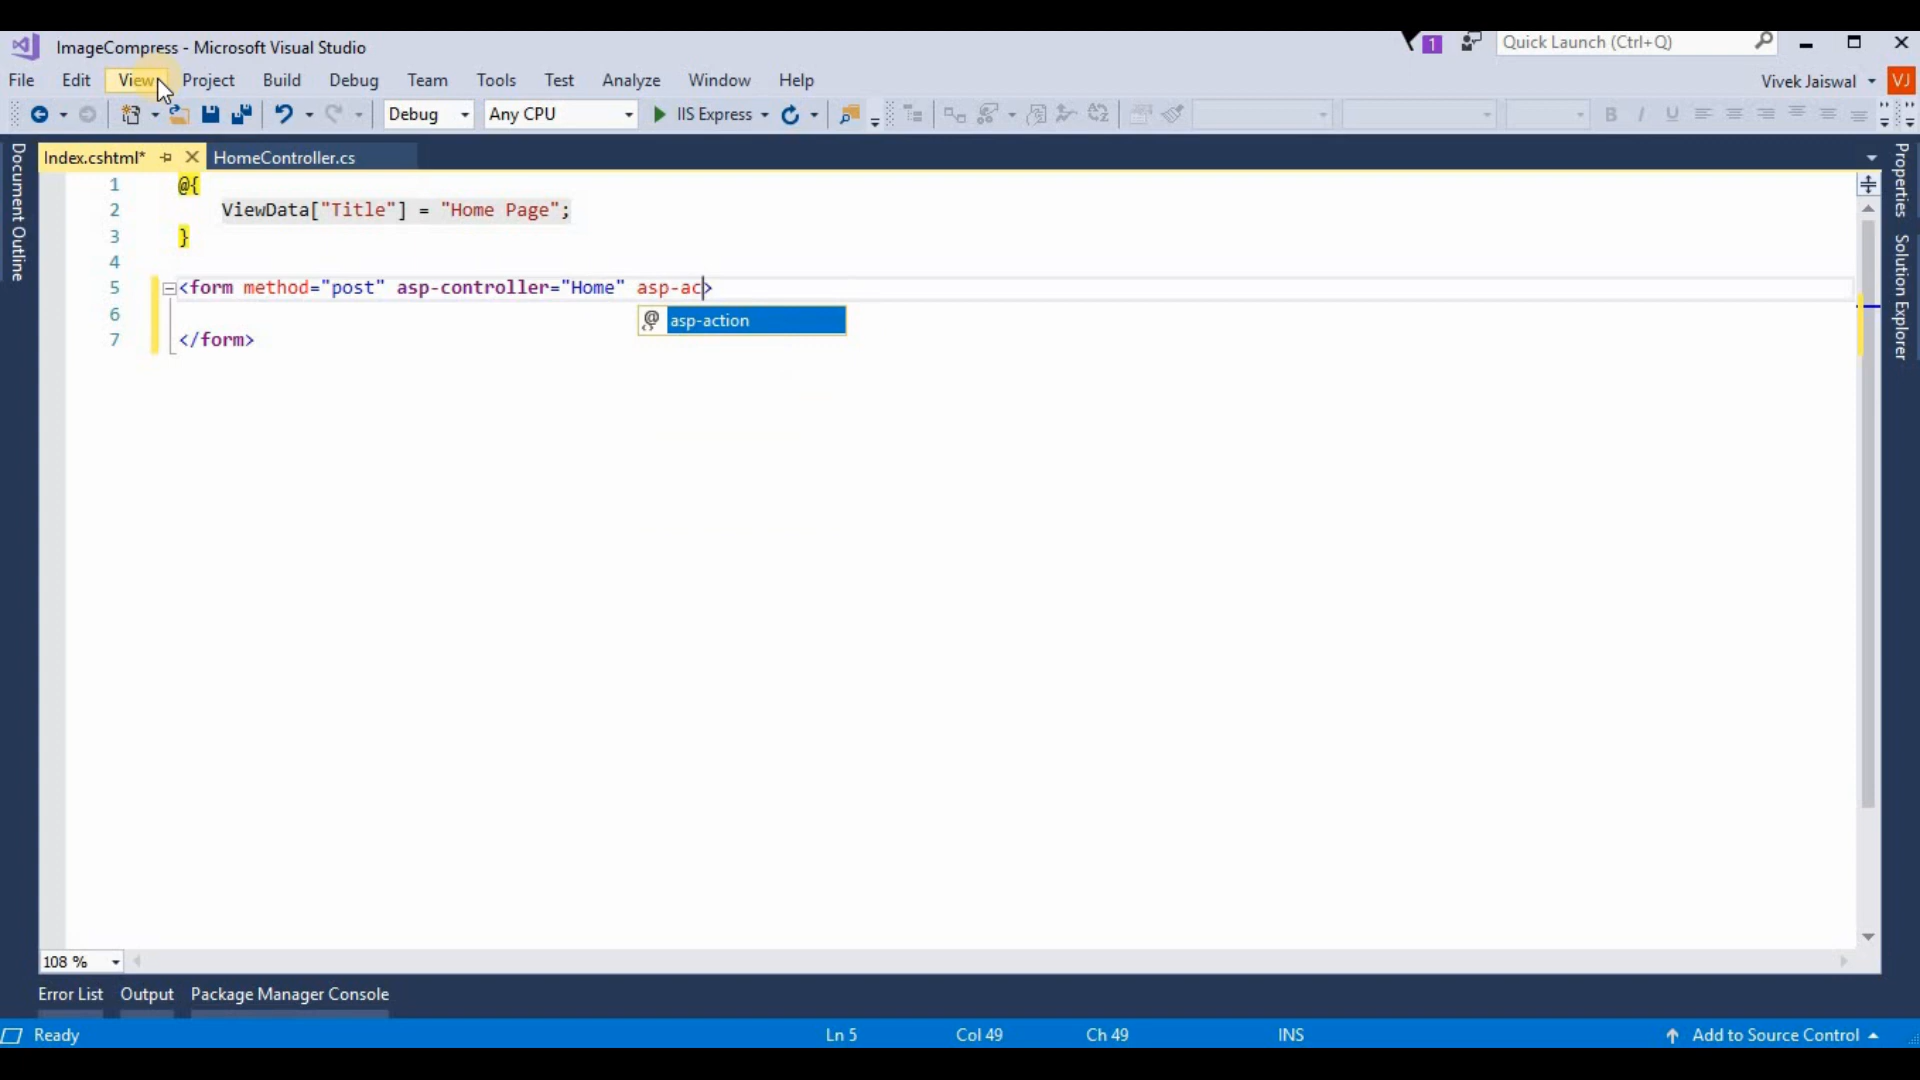 ImageCompress - Microsoft Visual Studio
1
Quick Launch (Ctrl+Q)
File Edit View Project Build Debug Team Tools Test Analyze Window Help
Vivek Jaiswal VJ
Debug Any CPU IIS Express B I U
Index.cshtml* HomeController.cs
Document Outline
Properties
Solution Explorer
1 @{
2 ViewData["Title"] = "Home Page";
3 }
4
5 <form method="post" asp-controller="Home" asp-ac>
6 asp-action
7 </form>
108 %
Error List Output Package Manager Console
Ready Ln 5 Col 49 Ch 49 INS Add to Source Control